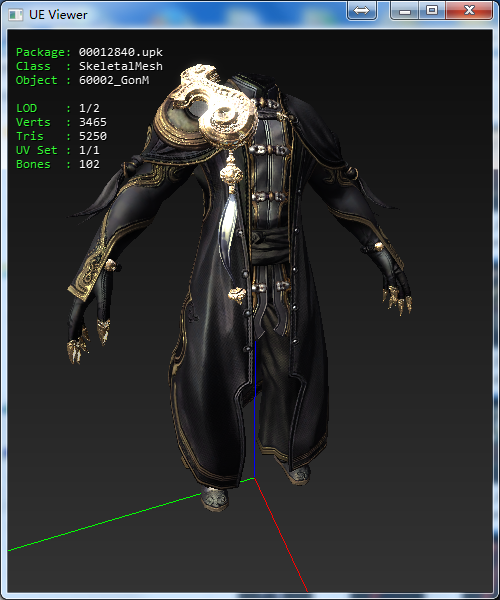 UE Viewer
Package: 00012840.upk
Class : SkeletalMesh
Object : 60002_GonM
LOD : 1/2
Verts : 3465
Tris : 5250
UV Set : 1/1
Bones : 102